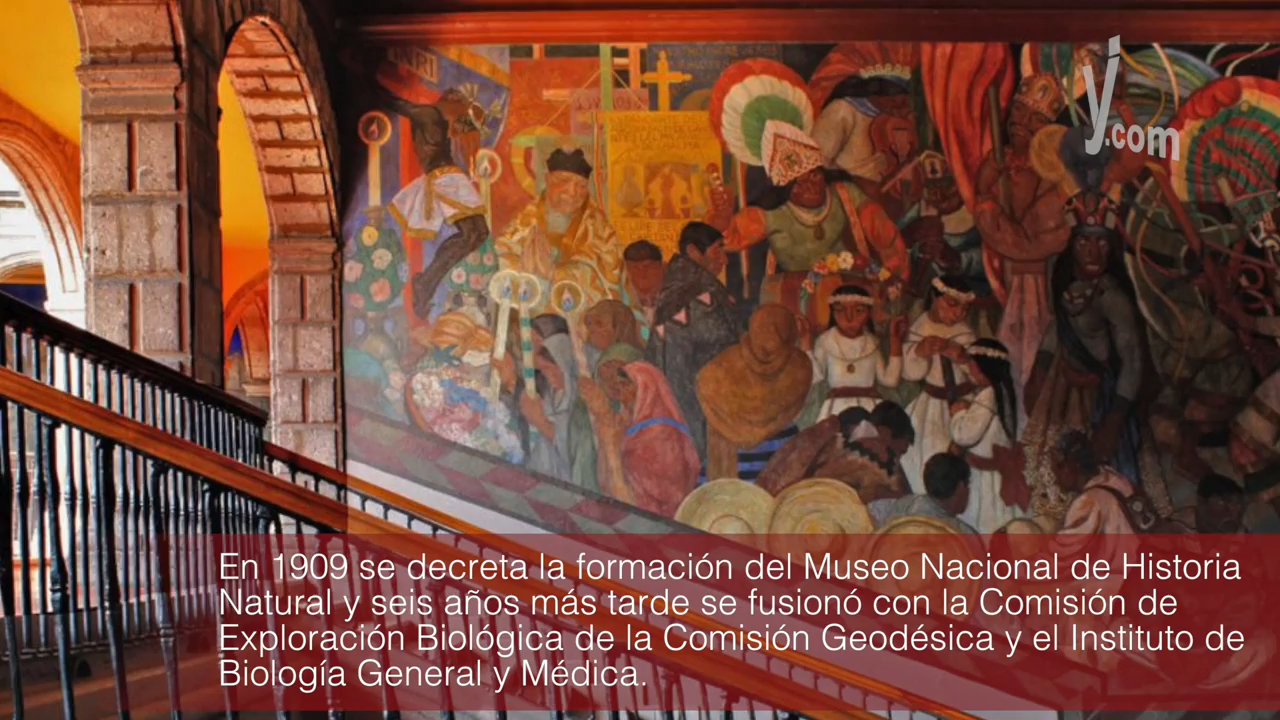 y.com
En 1909 se decreta la formación del Museo Nacional de Historia
Natural y seis años más tarde se fusionó con la Comisión de
Exploración Biológica de la Comisión Geodésica y el Instituto de
Biología General y Médica.